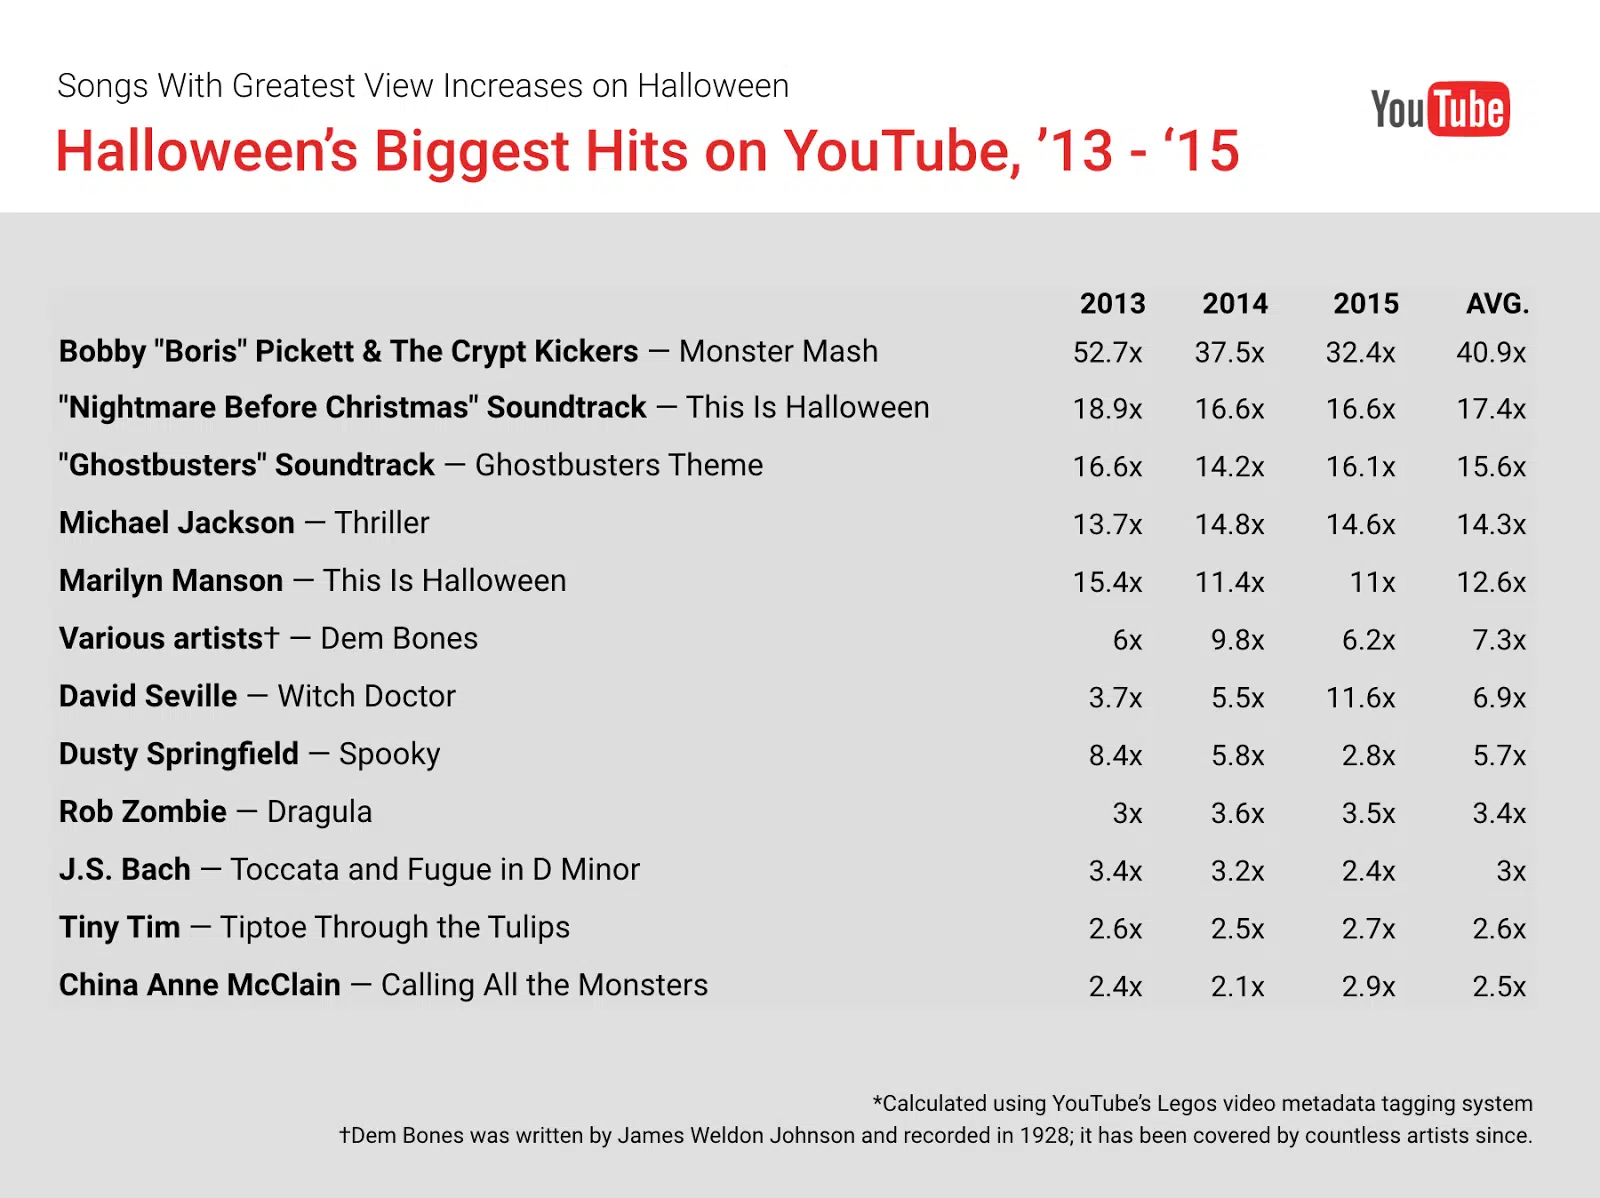 Songs With Greatest View Increases on Halloween
Halloween’s Biggest Hits on YouTube, ’13 - ‘15
YouTube
2013 2014 2015 AVG.
Bobby "Boris" Pickett & The Crypt Kickers — Monster Mash 52.7x 37.5x 32.4x 40.9x
"Nightmare Before Christmas" Soundtrack — This Is Halloween 18.9x 16.6x 16.6x 17.4x
"Ghostbusters" Soundtrack — Ghostbusters Theme 16.6x 14.2x 16.1x 15.6x
Michael Jackson — Thriller 13.7x 14.8x 14.6x 14.3x
Marilyn Manson — This Is Halloween 15.4x 11.4x 11x 12.6x
Various artists† — Dem Bones 6x 9.8x 6.2x 7.3x
David Seville — Witch Doctor 3.7x 5.5x 11.6x 6.9x
Dusty Springfield — Spooky 8.4x 5.8x 2.8x 5.7x
Rob Zombie — Dragula 3x 3.6x 3.5x 3.4x
J.S. Bach — Toccata and Fugue in D Minor 3.4x 3.2x 2.4x 3x
Tiny Tim — Tiptoe Through the Tulips 2.6x 2.5x 2.7x 2.6x
China Anne McClain — Calling All the Monsters 2.4x 2.1x 2.9x 2.5x
*Calculated using YouTube’s Legos video metadata tagging system
†Dem Bones was written by James Weldon Johnson and recorded in 1928; it has been covered by countless artists since.